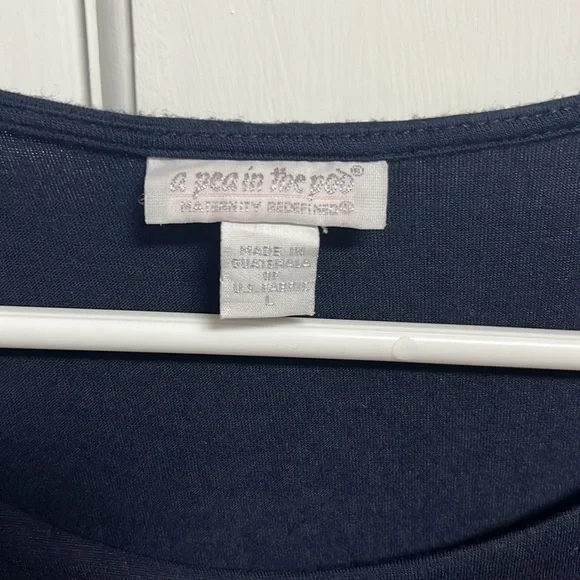 a pea in the pod®
MATERNITY REDEFINED®
MADE IN
GUATEMALA
OF
U.S. FABRIC
L